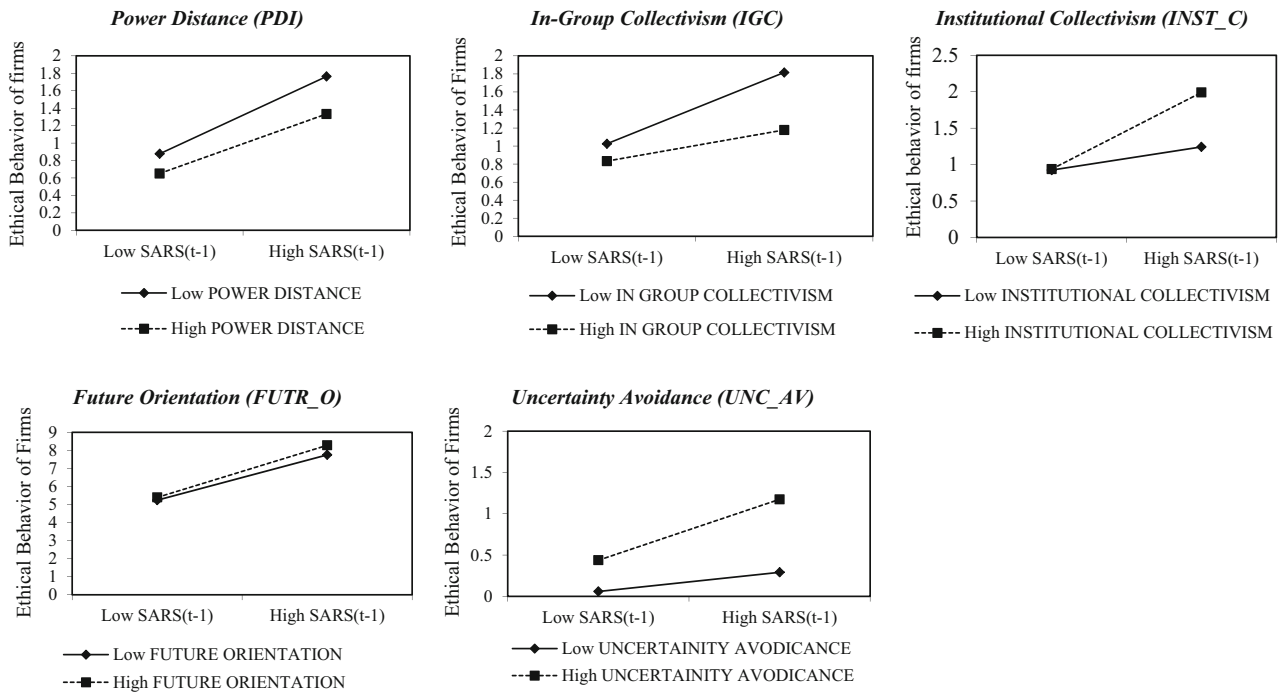 Power Distance (PDI)
Ethical Behavior of firms
2
1.8
1.6
1.4
1.2
1
0.8
0.6
0.4
0.2
0
Low SARS(t-1) High SARS(t-1)
Low POWER DISTANCE
High POWER DISTANCE
In-Group Collectivism (IGC)
Ethical Behavior of Firms
2
1.8
1.6
1.4
1.2
1
0.8
0.6
0.4
0.2
0
Low SARS(t-1) High SARS(t-1)
Low IN GROUP COLLECTIVISM
High IN GROUP COLLECTIVISM
Institutional Collectivism (INST_C)
Ethical behavior of firms
2.5
2
1.5
1
0.5
0
Low SARS(t-1) High SARS(t-1)
Low INSTITUTIONAL COLLECTIVISM
High INSTITUTIONAL COLLECTIVISM
Future Orientation (FUTR_O)
Ethical Behavior of Firms
9
8
7
6
5
4
3
2
1
0
Low SARS(t-1) High SARS(t-1)
Low FUTURE ORIENTATION
High FUTURE ORIENTATION
Uncertainty Avoidance (UNC_AV)
Ethical Behavior of Firms
2
1.5
1
0.5
0
Low SARS(t-1) High SARS(t-1)
Low UNCERTAINITY AVODICANCE
High UNCERTAINITY AVODICANCE